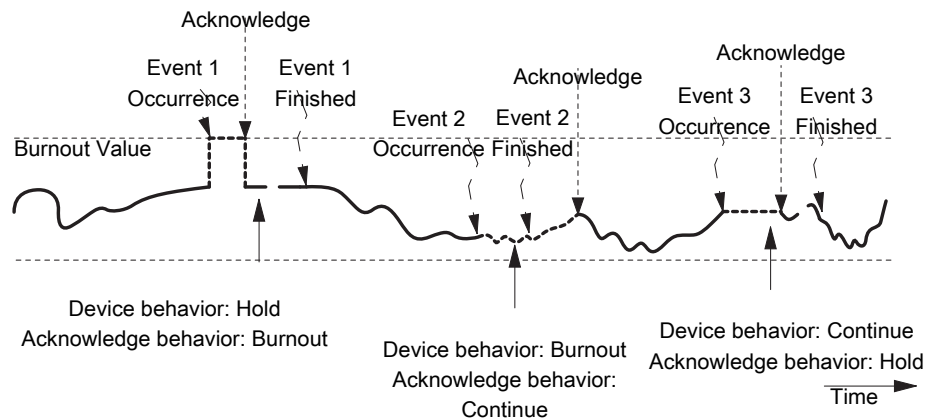 Acknowledge
Event 1
Occurrence
Event 1
Finished
Acknowledge
Acknowledge
Event 2
Occurrence
Event 2
Finished
Event 3
Occurrence
Event 3
Finished
Burnout Value
Device behavior: Hold
Acknowledge behavior: Burnout
Device behavior: Burnout
Acknowledge behavior:
Continue
Device behavior: Continue
Acknowledge behavior: Hold
Time